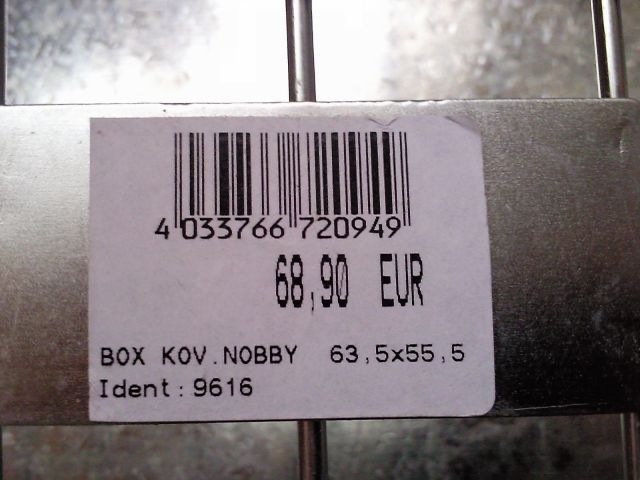 4 033766 720949
68,90 EUR
BOX KOV.NOBBY 63,5x55,5
Ident: 9616